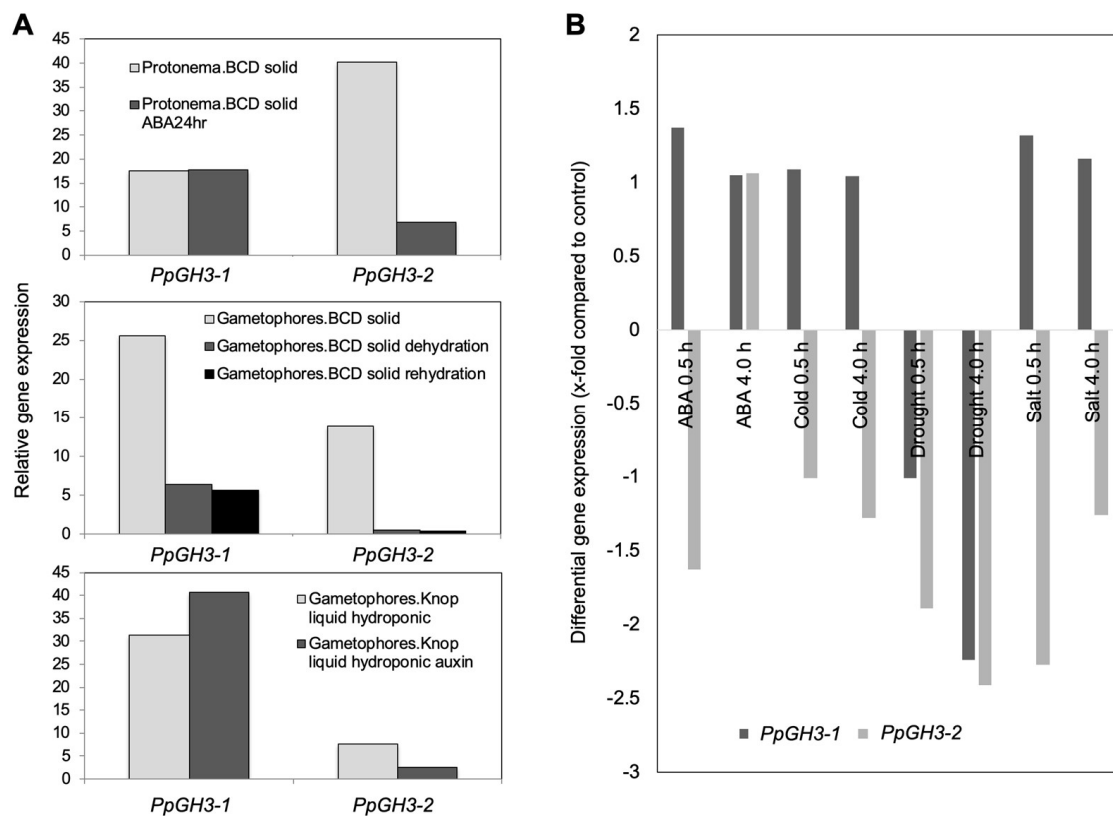 A
Relative gene expression
45
40
35
30
25
20
15
10
5
0
Protonema.BCD solid
Protonema.BCD solid
ABA24hr
PpGH3-1
PpGH3-2
30
25
20
15
10
5
0
Gametophores.BCD solid
Gametophores.BCD solid dehydration
Gametophores.BCD solid rehydration
PpGH3-1
PpGH3-2
45
40
35
30
25
20
15
10
5
0
Gametophores.Knop
liquid hydroponic
Gametophores.Knop
liquid hydroponic auxin
PpGH3-1
PpGH3-2
B
Differential gene expression (x-fold compared to control)
2
1.5
1
0.5
0
-0.5
-1
-1.5
-2
-2.5
-3
ABA 0.5 h
ABA 4.0 h
Cold 0.5 h
Cold 4.0 h
Drought 0.5 h
Drought 4.0 h
Salt 0.5 h
Salt 4.0 h
PpGH3-1
PpGH3-2